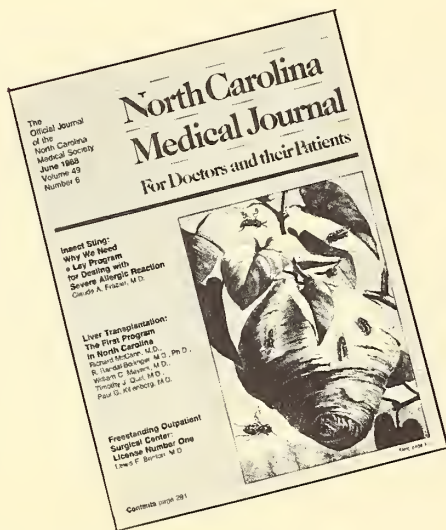 The
Official Journal
of the
North Carolina
Medical Society
June 1988
Volume 49
Number 6
North Carolina
Medical Journal
For Doctors and their Patients
Insect Sting:
Why We Need
a Lay Program
for Dealing with
Severe Allergic Reaction
Claude A. Frazier, M.D.
Liver Transplantation:
The First Program
in North Carolina
Richard McCann, M.D.,
R. Randal Bollinger, M.D., Ph.D.,
William C. Meyers, M.D.,
Timothy J. Quill, M.D.,
Paul G. Killenberg, M.D.
Freestanding Outpatient
Surgical Center:
License Number One
Lewis F. M.D.
Contents page 281
page